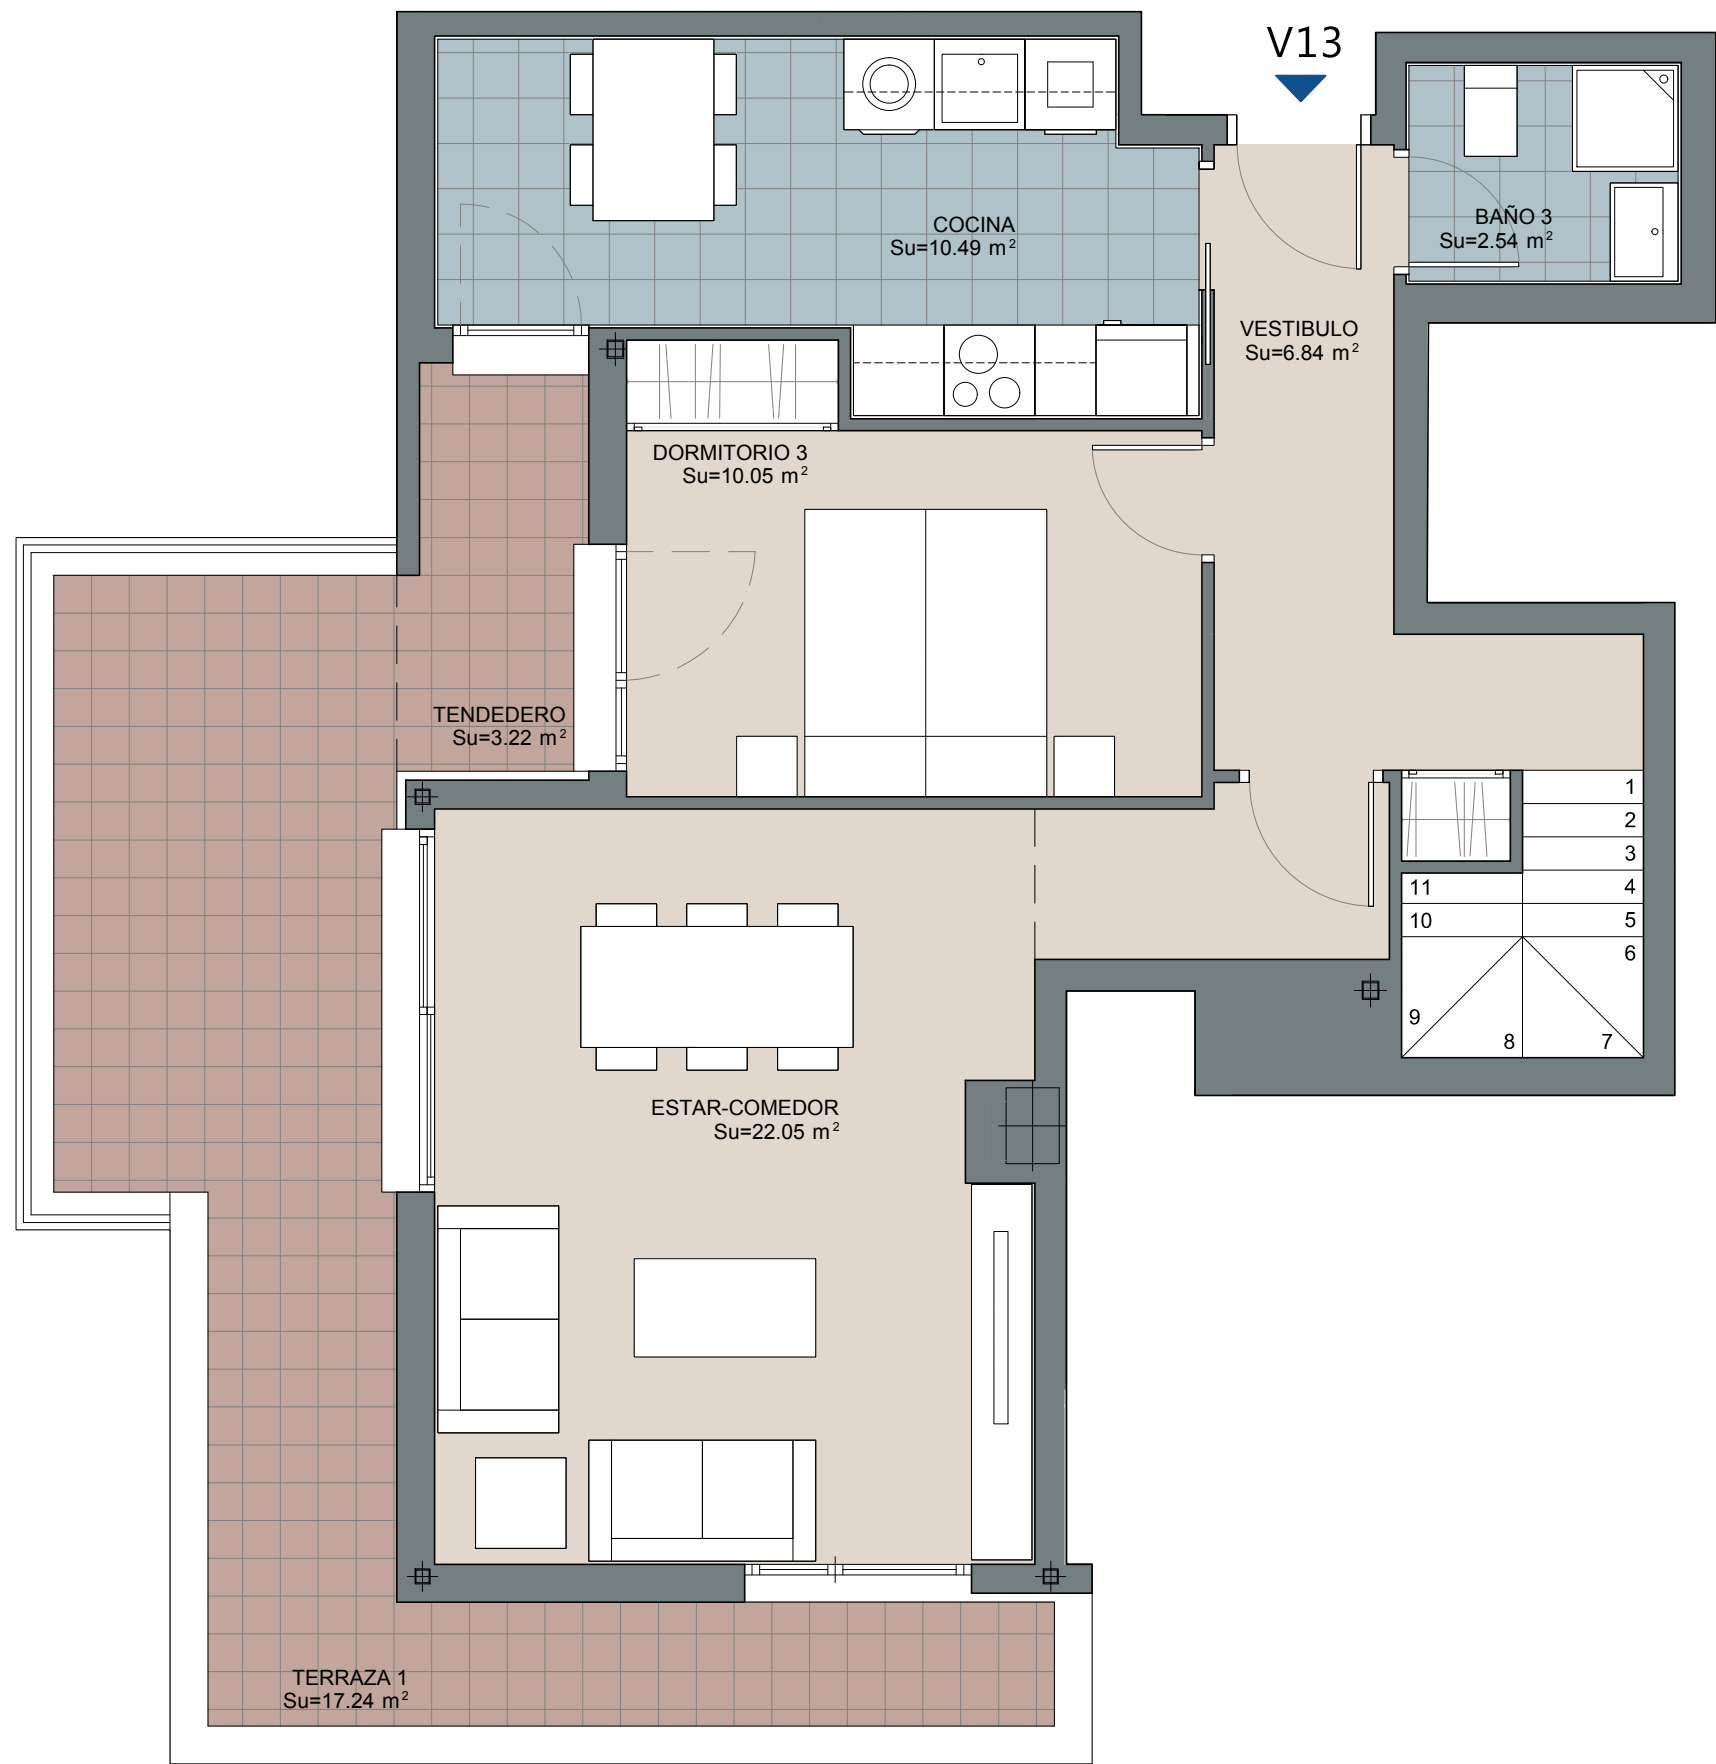 V13
COCINA
Su=10.49 m²
BAÑO 3
Su=2.54 m²
VESTIBULO
Su=6.84 m²
DORMITORIO 3
Su=10.05 m²
TENDEDERO
Su=3.22 m²
1
2
3
4
5
6
7
8
9
10
11
ESTAR-COMEDOR
Su=22.05 m²
TERRAZA 1
Su=17.24 m²